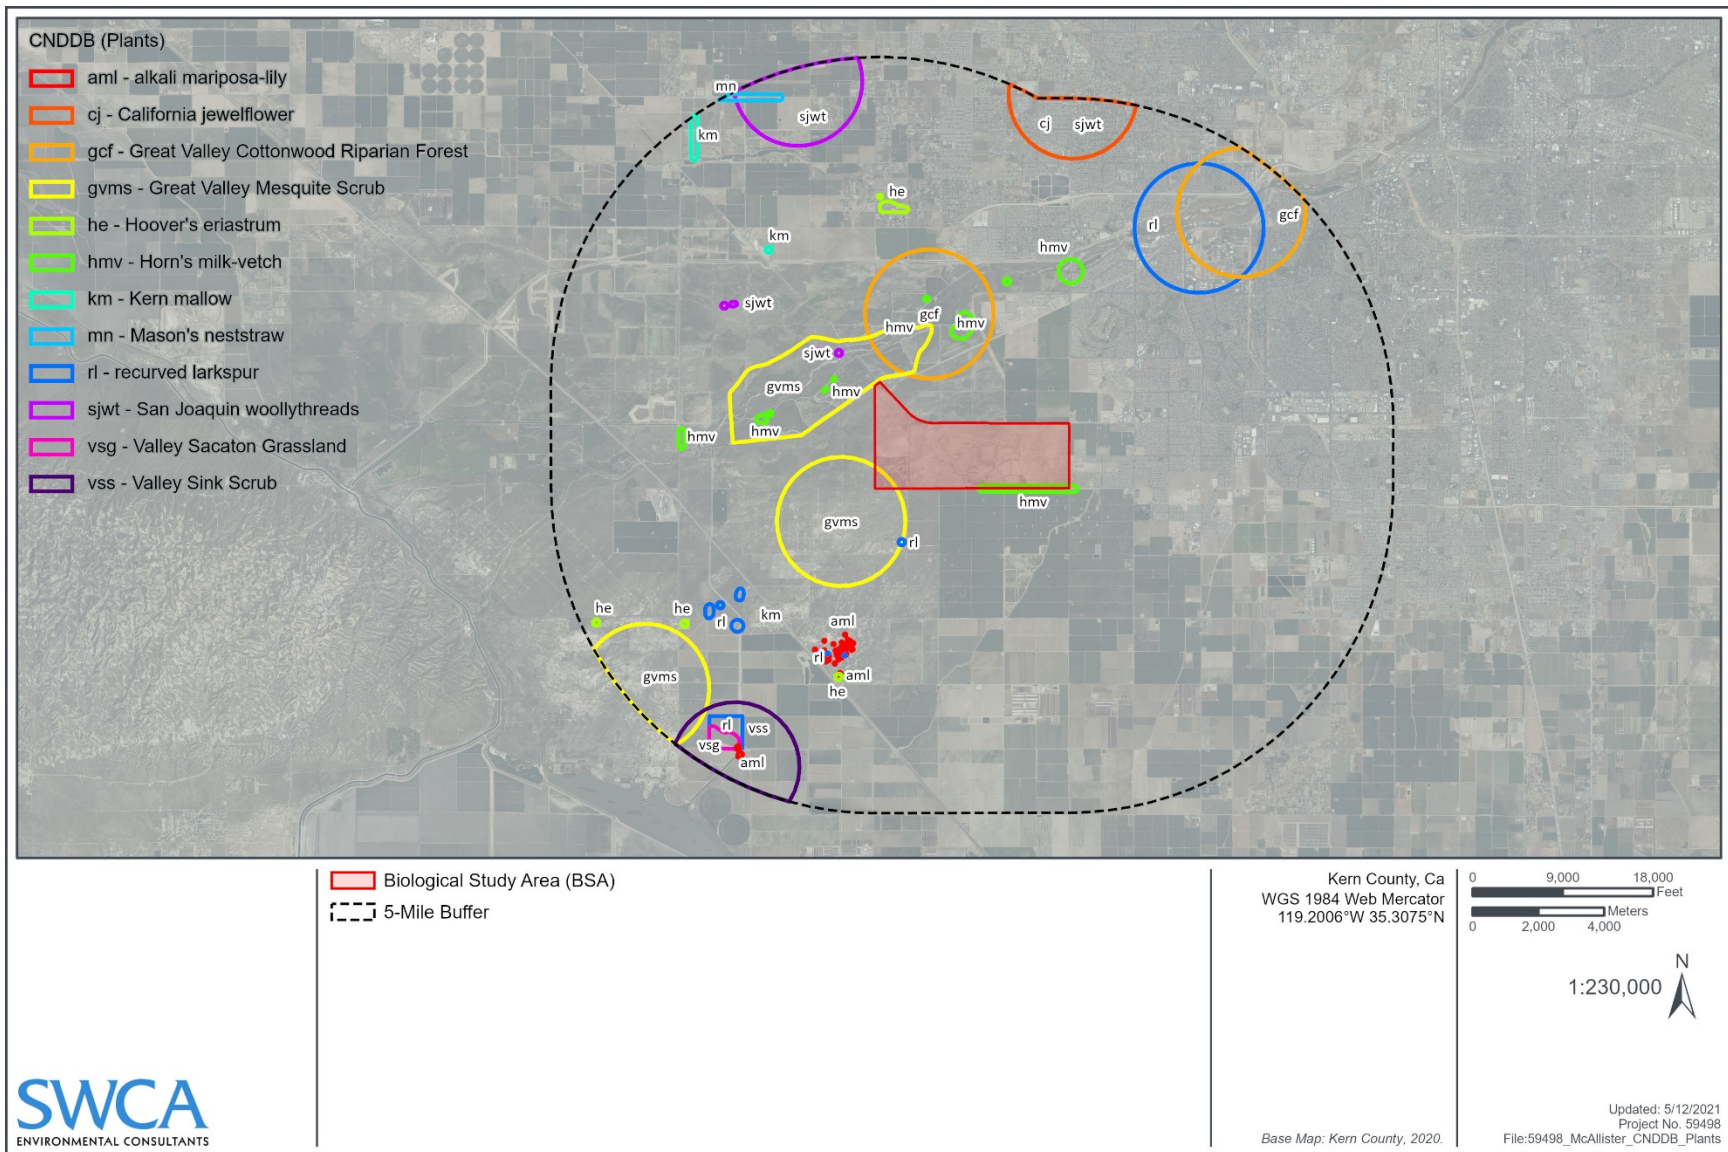 CNDDB (Plants)
aml - alkali mariposa-lily
cj - California jewelflower
gcf - Great Valley Cottonwood Riparian Forest
gvms - Great Valley Mesquite Scrub
he - Hoover's eriastrum
hmv - Horn's milk-vetch
km - Kern mallow
mn - Mason's neststraw
rl - recurved larkspur
sjwt - San Joaquin woollythreads
vsg - Valley Sacaton Grassland
vss - Valley Sink Scrub
mn
sjwt
km
cj
sjwt
he
rl
gcf
km
hmv
sjwt
gcf
hmv
hmv
sjwt
gvms
hmv
hmv
hmv
hmv
gvms
rl
he
he
rl
km
aml
rl
aml
he
gvms
rl
vss
vsg
aml
Biological Study Area (BSA)
5-Mile Buffer
Kern County, Ca
WGS 1984 Web Mercator
119.2006°W 35.3075°N
0 9,000 18,000
Feet
Meters
0 2,000 4,000
N
1:230,000
SWCA
ENVIRONMENTAL CONSULTANTS
Base Map: Kern County, 2020.
Updated: 5/12/2021
Project No. 59498
File:59498_McAllister_CNDDB_Plants